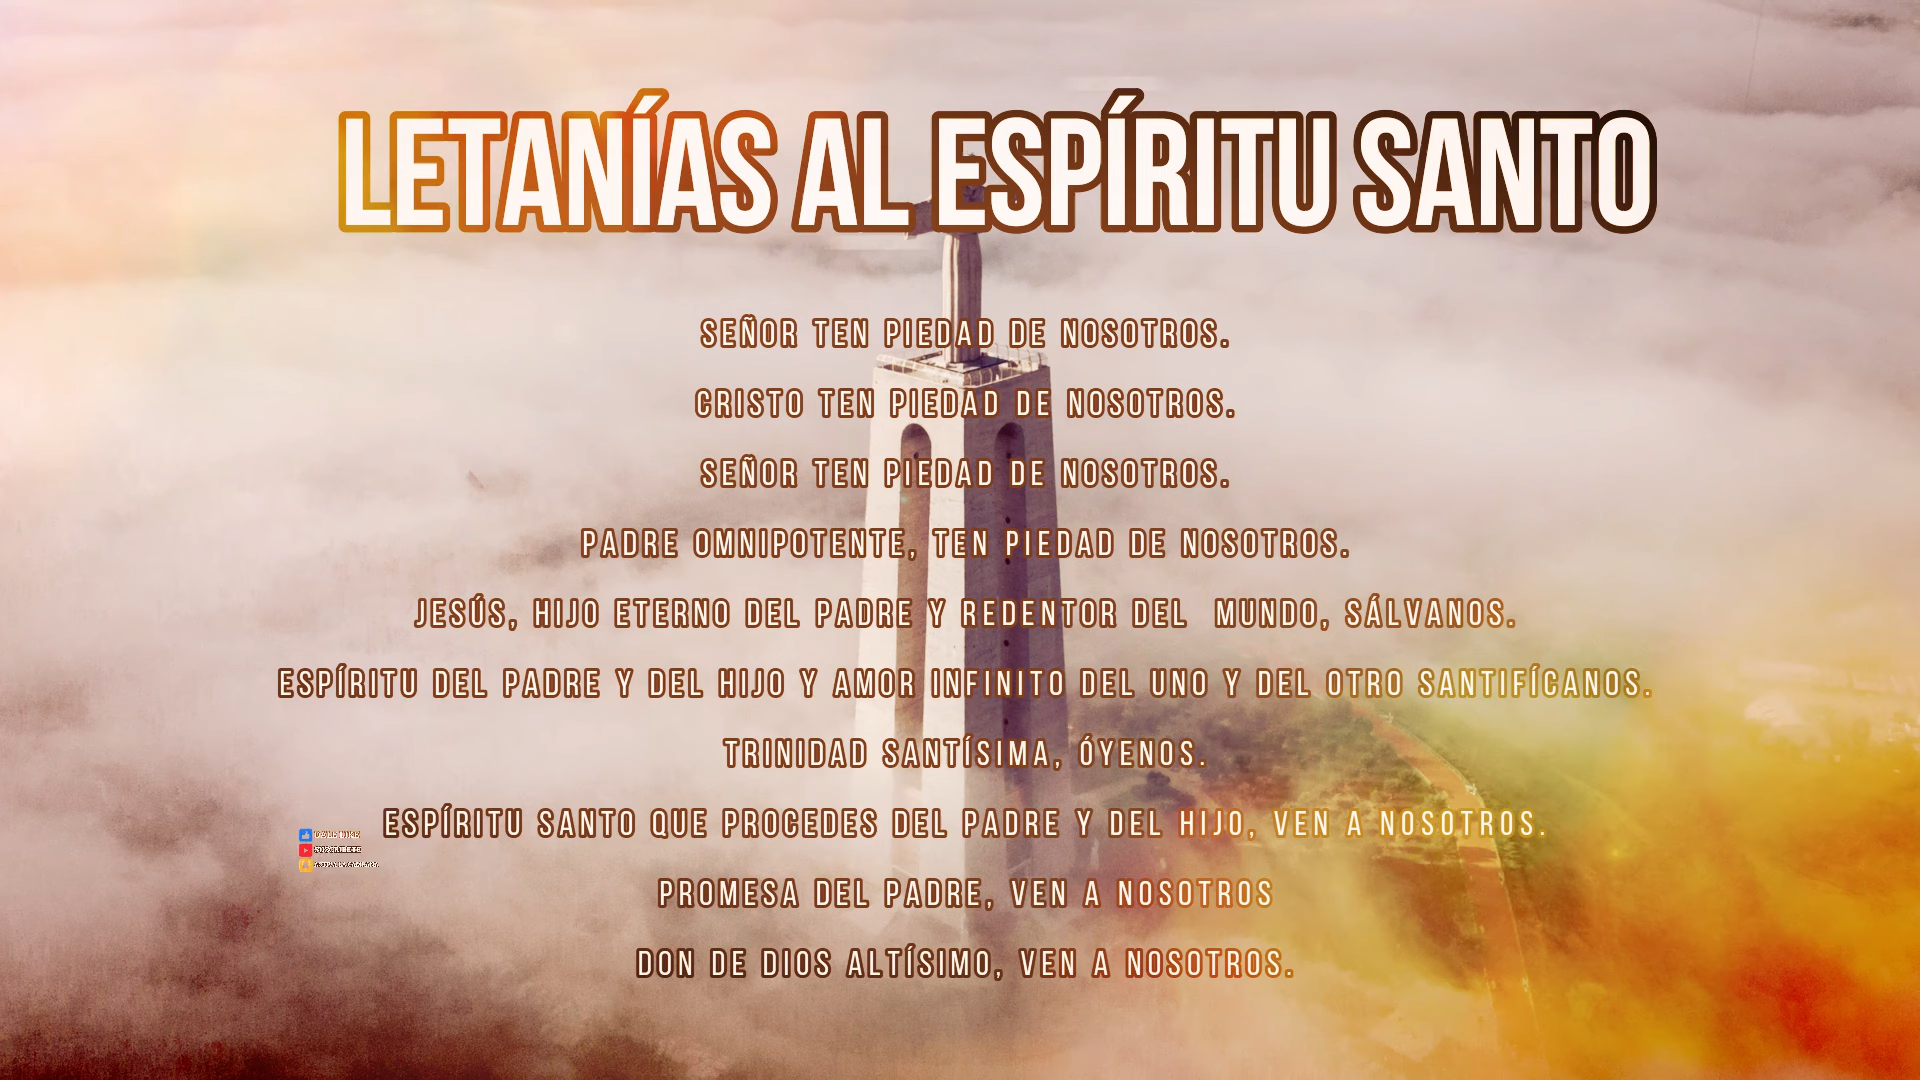 LETANÍAS AL ESPÍRITU SANTO
SEÑOR TEN PIEDAD DE NOSOTROS.
CRISTO TEN PIEDAD DE NOSOTROS.
SEÑOR TEN PIEDAD DE NOSOTROS.
PADRE OMNIPOTENTE, TEN PIEDAD DE NOSOTROS.
JESÚS, HIJO ETERNO DEL PADRE Y REDENTOR DEL  MUNDO, SÁLVANOS.
ESPÍRITU DEL PADRE Y DEL HIJO Y AMOR INFINITO DEL UNO Y DEL OTRO SANTIFÍCANOS.
TRINIDAD SANTÍSIMA, ÓYENOS.
ESPÍRITU SANTO QUE PROCEDES DEL PADRE Y DEL HIJO, VEN A NOSOTROS.
PROMESA DEL PADRE, VEN A NOSOTROS
DON DE DIOS ALTÍSIMO, VEN A NOSOTROS.